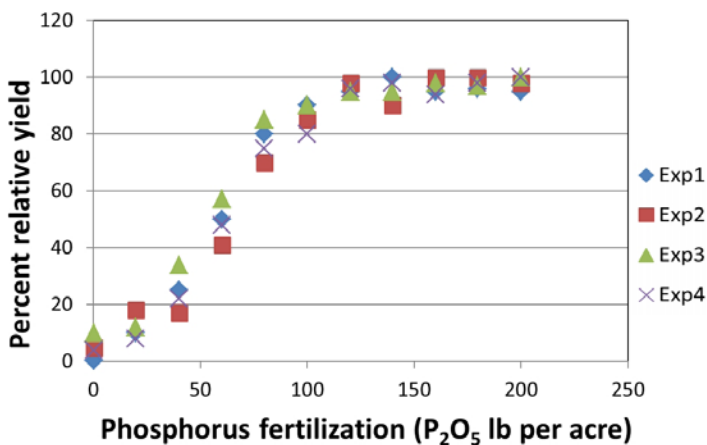 120
100
80
60
40
20
0
Percent relative yield
0 50 100 150 200 250
Phosphorus fertilization (P₂O₅ lb per acre)
Exp1
Exp2
Exp3
Exp4